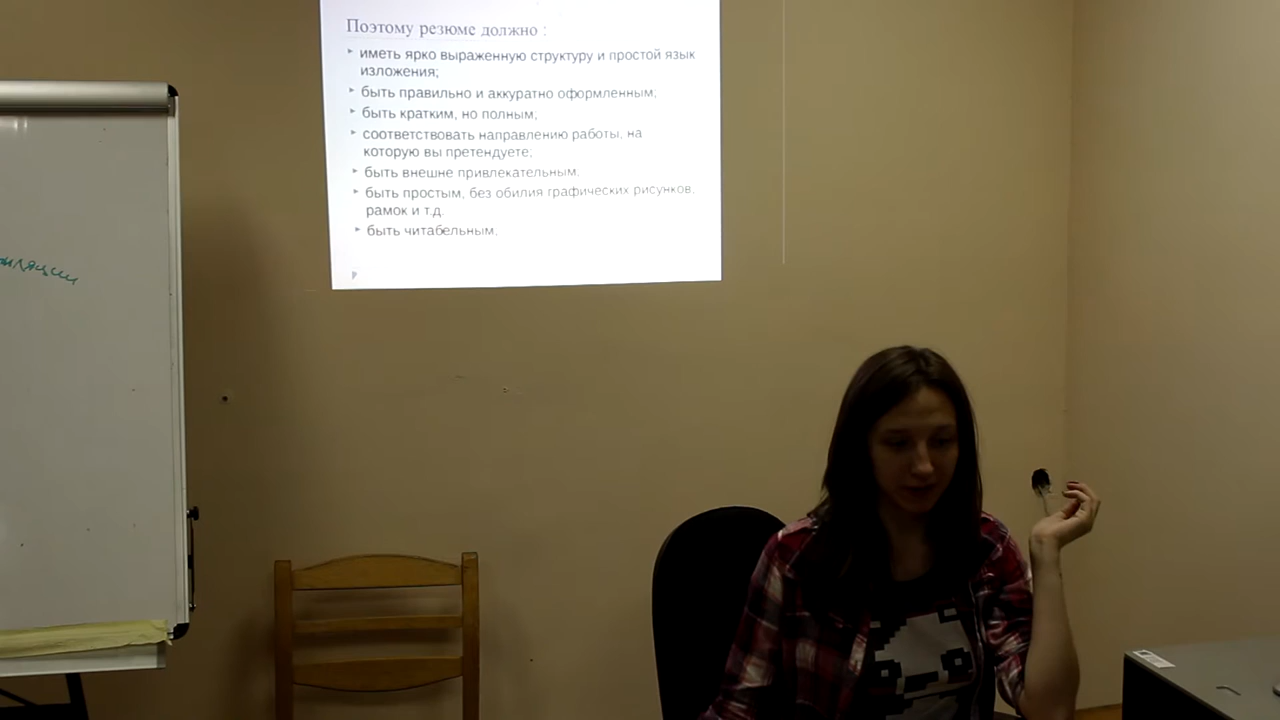 Поэтому резюме должно :
иметь ярко выраженную структуру и простой язык
изложения;
быть правильно и аккуратно оформленным;
быть кратким, но полным;
соответствовать направлению работы, на
которую вы претендуете;
быть внешне привлекательным.
быть простым, без обилия графических рисунков,
рамок и т.д.
быть читабельным.